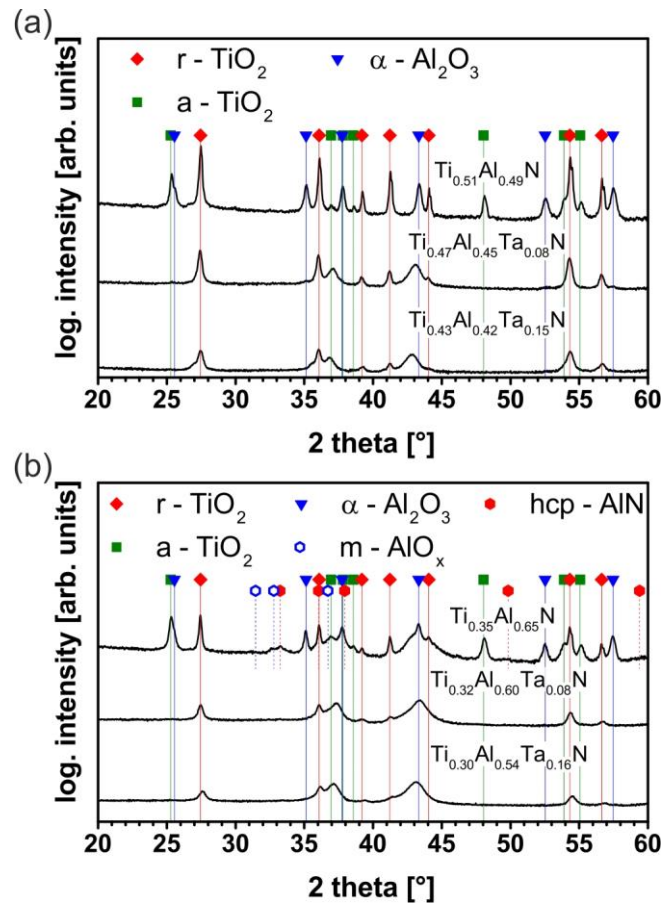 (a)
r - TiO₂ α - Al₂O₃
a - TiO₂
Ti₀.₅₁Al₀.₄₉N
Ti₀.₄₇Al₀.₄₅Ta₀.₀₈N
Ti₀.₄₃Al₀.₄₂Ta₀.₁₅N
log. intensity [arb. units]
20 25 30 35 40 45 50 55 60
2 theta [°]
(b)
r - TiO₂ α - Al₂O₃ hcp - AlN
a - TiO₂ m - AlOₓ
Ti₀.₃₅Al₀.₆₅N
Ti₀.₃₂Al₀.₆₀Ta₀.₀₈N
Ti₀.₃₀Al₀.₅₄Ta₀.₁₆N
log. intensity [arb. units]
20 25 30 35 40 45 50 55 60
2 theta [°]